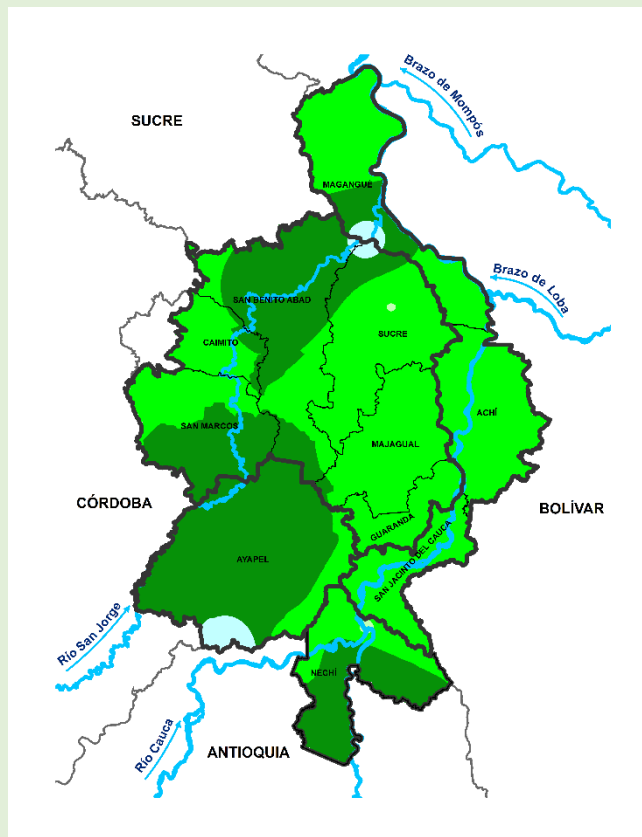 Brazo de Mompós
SUCRE
MAGANGUE
Brazo de Loba
SAN BENITO ABAD
SUCRE
CAIMITO
ACHÍ
SAN MARCOS
MAJAGUAL
CÓRDOBA
BOLÍVAR
GUARANDA
AYAPEL
SAN JACINTO DEL CAUCA
Río San Jorge
NECHÍ
Río Cauca
ANTIOQUIA